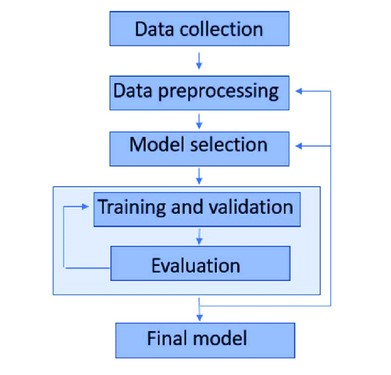 Data collection
Data preprocessing
Model selection
Training and validation
Evaluation
Final model